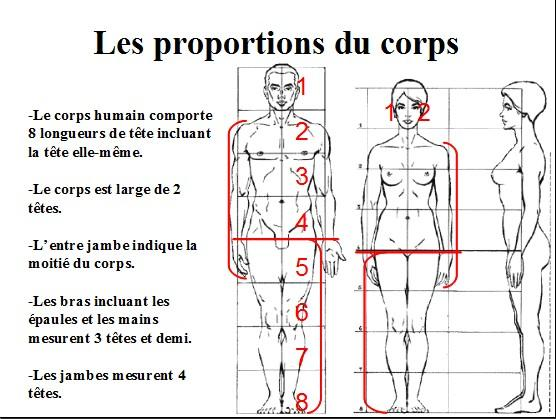 Les proportions du corps
-Le corps humain comporte
8 longueurs de tête incluant
la tête elle-même.
-Le corps est large de 2
têtes.
-L’entre jambe indique la
moitié du corps.
-Les bras incluant les
épaules et les mains
mesurent 3 têtes et demi.
-Les jambes mesurent 4
têtes.
1
2
3
4
5
6
7
8
1 2